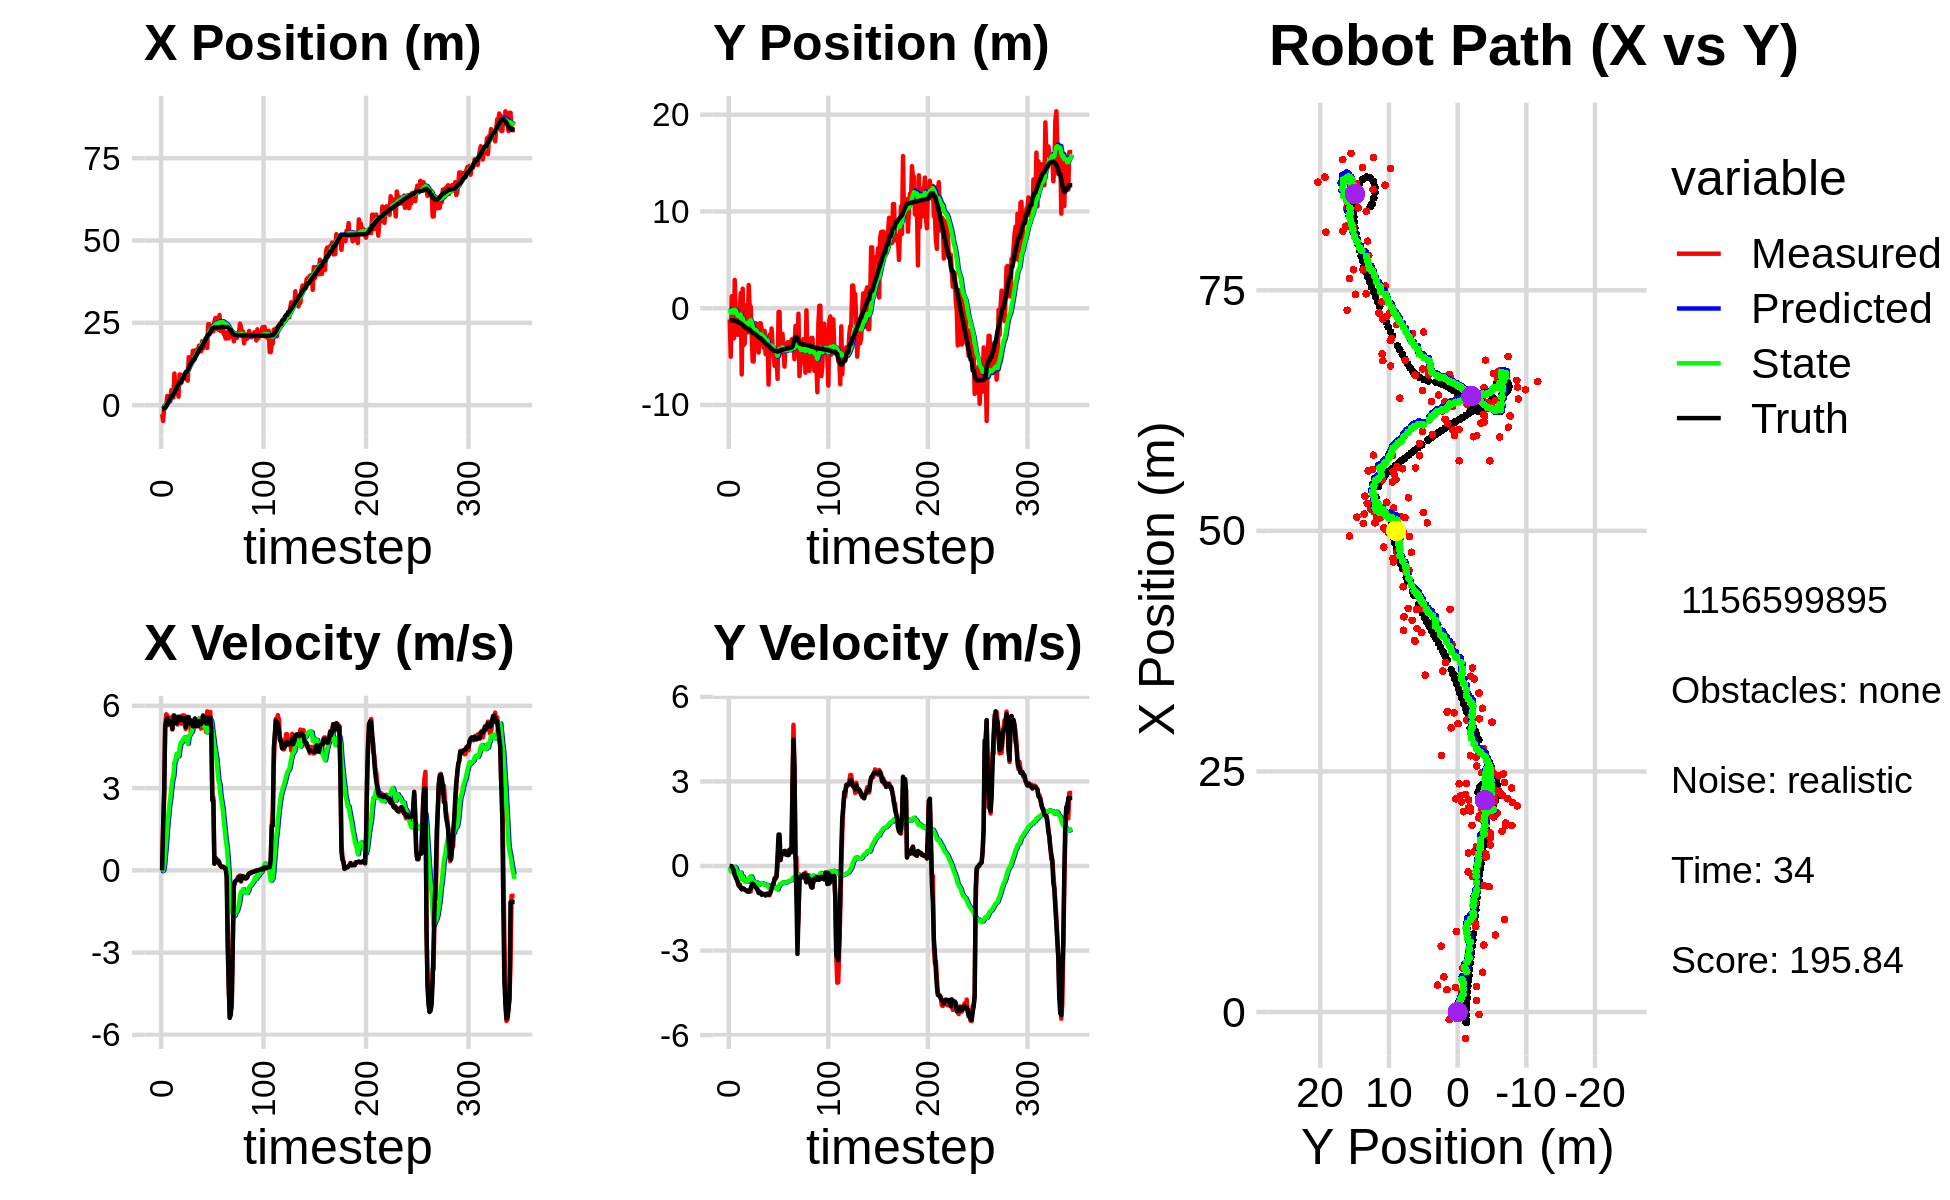 X Position (m)
75
50
25
0
0
100
200
300
timestep
Y Position (m)
20
10
0
-10
0
100
200
300
timestep
X Velocity (m/s)
6
3
0
-3
-6
0
100
200
300
timestep
Y Velocity (m/s)
6
3
0
-3
-6
0
100
200
300
timestep
Robot Path (X vs Y)
X Position (m)
75
50
25
0
20
10
0
-10
-20
Y Position (m)
variable
Measured
Predicted
State
Truth
1156599895
Obstacles: none
Noise: realistic
Time: 34
Score: 195.84